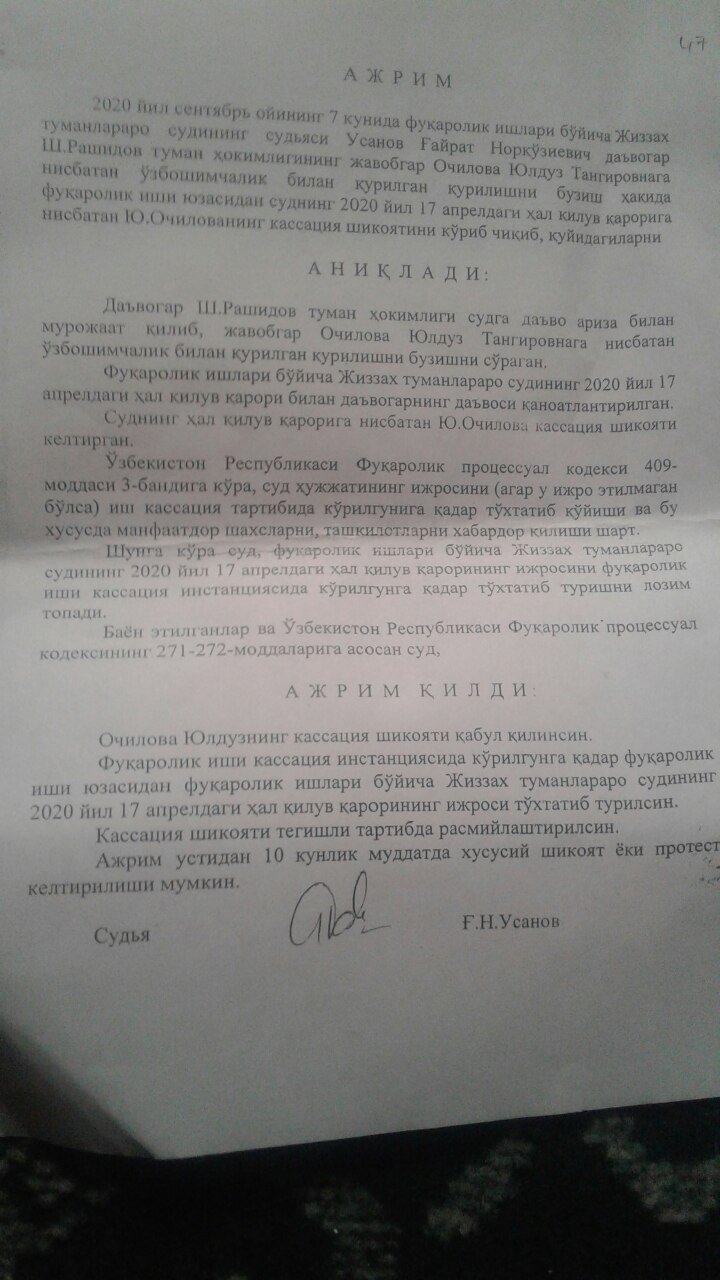 47
А Ж Р И М
2020 йил сентябрь ойининг 7 кунида фуқаролик ишлари бўйича Жиззах
туманлараро судининг судьяси Усанов Ғайрат Норқўзиевич даъвогар
Ш.Рашидов туман ҳокимлигининг жавобгар Очилова Юлдуз Тангировнага
нисбатан ўзбошимчалик билан қурилган қурилишни бузиш ҳақида
фуқаролик иши юзасидан суднинг 2020 йил 17 апрелдаги ҳал қилув қарорига
нисбатан Ю.Очилованинг кассация шикоятини кўриб чиқиб, қуйидагиларни
А Н И Қ Л А Д И :
Даъвогар Ш.Рашидов туман ҳокимлиги судга даъво ариза билан
мурожаат қилиб, жавобгар Очилова Юлдуз Тангировнага нисбатан
ўзбошимчалик билан қурилган қурилишни бузишни сўраган.
Фуқаролик ишлари бўйича Жиззах туманлараро судининг 2020 йил 17
апрелдаги ҳал қилув қарори билан даъвогарнинг даъвоси қаноатлантирилган.
Суднинг ҳал қилув қарорига нисбатан Ю.Очилова кассация шикояти
келтирган.
Ўзбекистон Республикаси Фуқаролик процессуал кодекси 409-
моддаси 3-бандига кўра, суд ҳужжатининг ижросини (агар у ижро этилмаган
бўлса) иш кассация тартибида кўрилгунига қадар тўхтатиб қўйиши ва бу
хусусда манфаатдор шахсларни, ташкилотларни хабардор қилиши шарт.
Шунга кўра суд, фуқаролик ишлари бўйича Жиззах туманлараро
судининг 2020 йил 17 апрелдаги ҳал қилув қарорининг ижросини фуқаролик
иши кассация инстанциясида кўрилгунга қадар тўхтатиб туришни лозим
топади.
Баён этилганлар ва Ўзбекистон Республикаси Фуқаролик процессуал
кодексининг 271-272-моддаларига асосан суд,
А Ж Р И М Қ И Л Д И :
Очилова Юлдузнинг кассация шикояти қабул қилинсин.
Фуқаролик иши кассация инстанциясида кўрилгунга қадар фуқаролик
иши юзасидан фуқаролик ишлари бўйича Жиззах туманлараро судининг
2020 йил 17 апрелдаги ҳал қилув қарорининг ижроси тўхтатиб турилсин.
Кассация шикояти тегишли тартибда расмийлаштирилсин.
Ажрим устидан 10 кунлик муддатда хусусий шикоят ёки протест
келтирилиши мумкин.
Судья Ғ.Н.Усанов